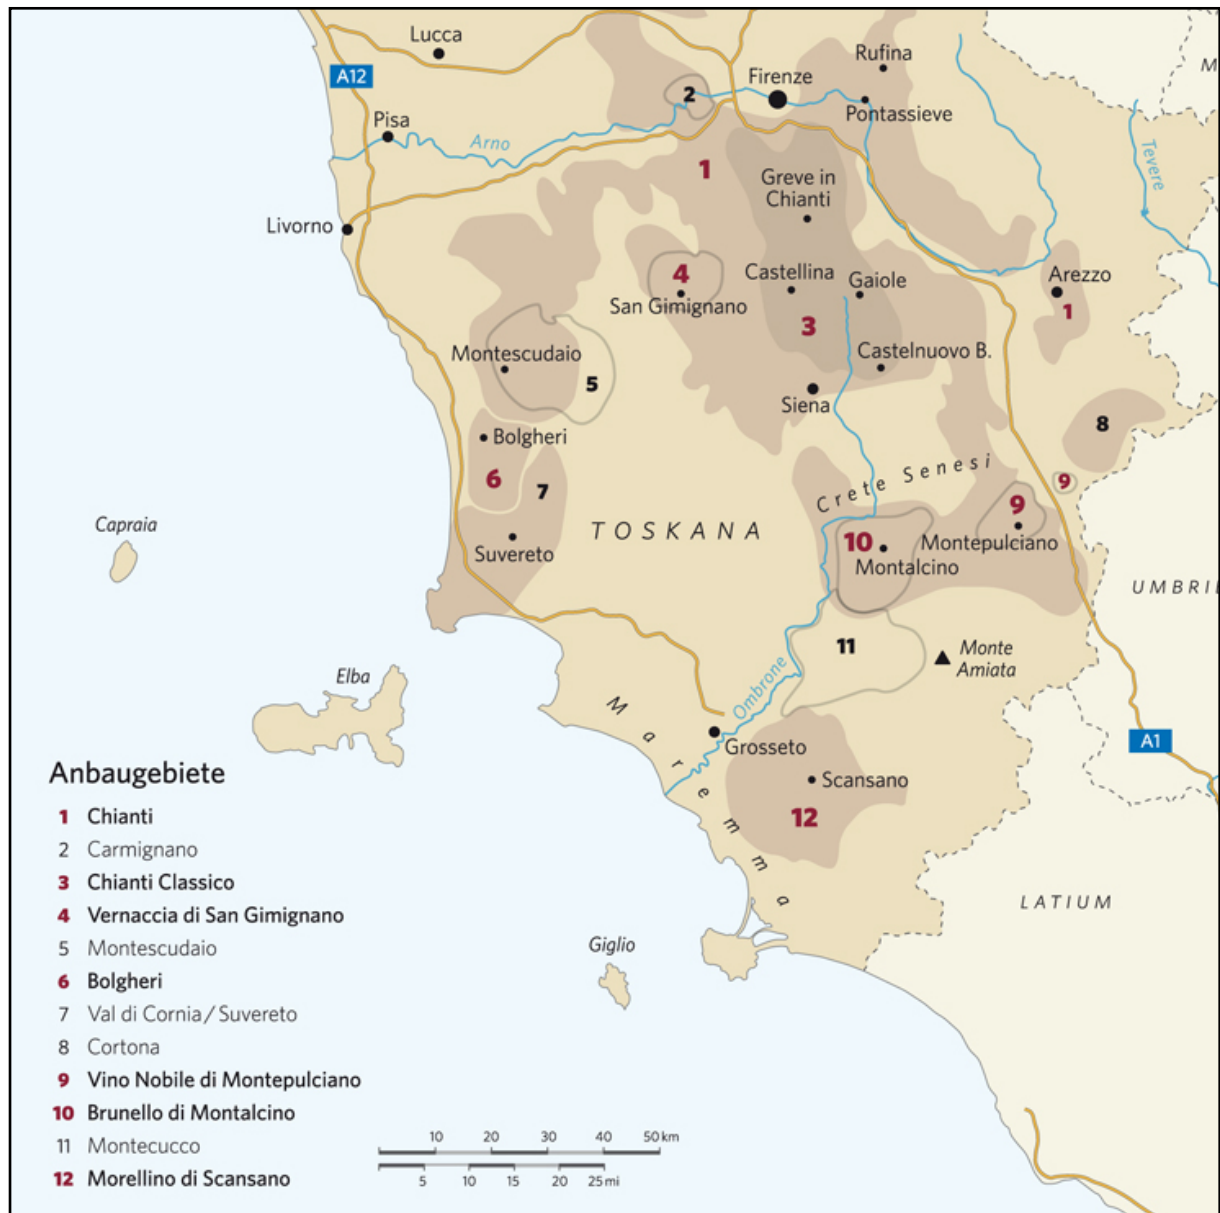 Lucca
Rufina
A12
Firenze
M
2
Pontassieve
Pisa
Arno
Tevere
1
Greve in
Chianti
Livorno
4
Castellina
Gaiole
Arezzo
San Gimignano
1
3
Montescudaio
Castelnuovo B.
5
Siena
8
Bolgheri
Crete Senesi
6
7
9
9
Capraia
TOSKANA
10
Montepulciano
Suvereto
Montalcino
UMBRI
11
Monte
Amiata
Elba
Ombrone
Maremma
A1
Grosseto
Scansano
12
LATIUM
Giglio
Anbaugebiete
1 Chianti
2 Carmignano
3 Chianti Classico
4 Vernaccia di San Gimignano
5 Montescudaio
6 Bolgheri
7 Val di Cornia / Suvereto
8 Cortona
9 Vino Nobile di Montepulciano
10 Brunello di Montalcino
11 Montecucco
12 Morellino di Scansano
10 20 30 40 50 km
5 10 15 20 25 mi